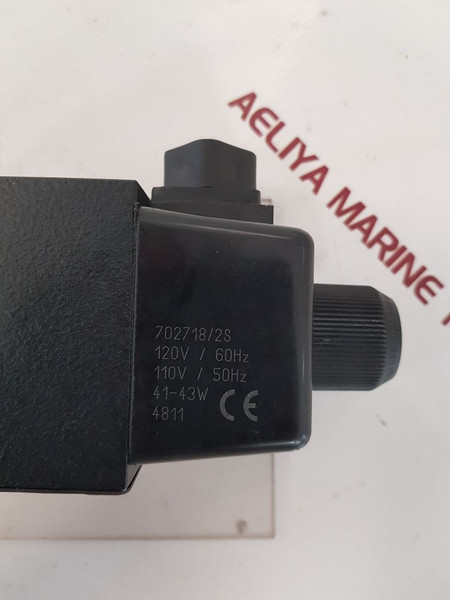 AELIYA MARINE
702718/2S
120V / 60Hz
110V / 50Hz
41-43W
4811
CE